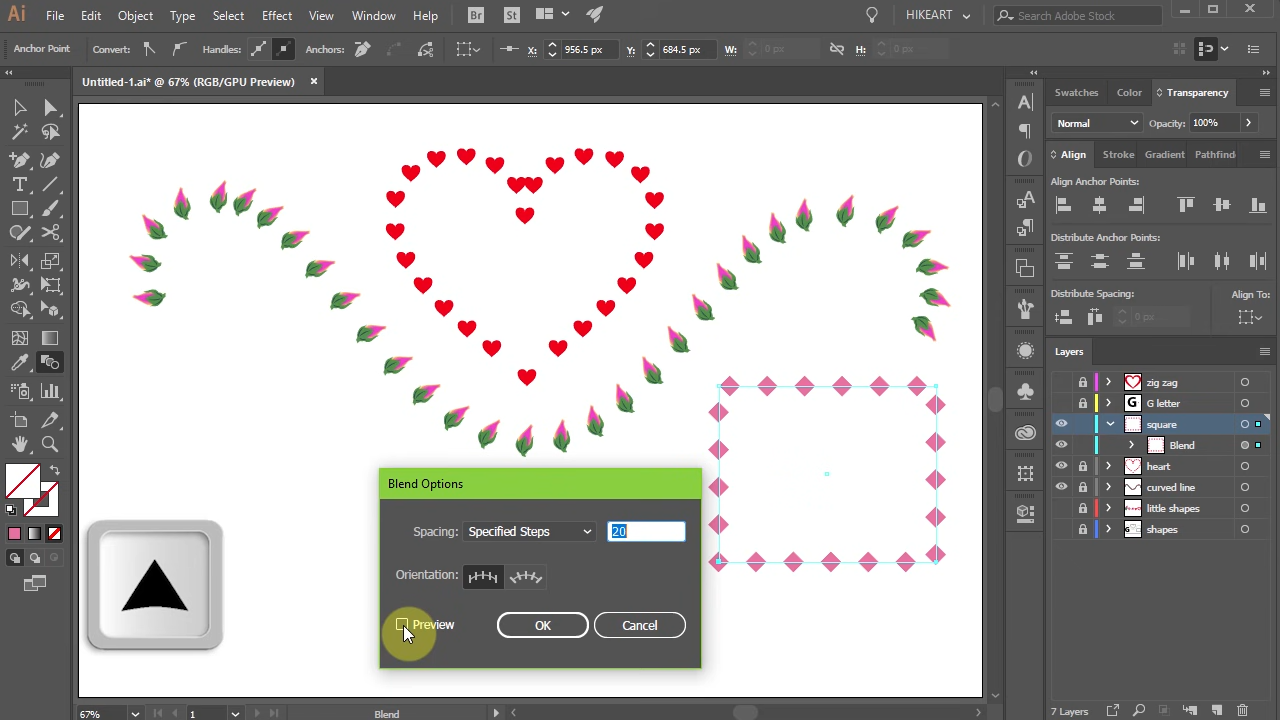 Ai File Edit Object Type Select Effect View Window Help Br St HIKEART Search Adobe Stock
Anchor Point Convert: Handles: Anchors: X: 956.5 px Y: 684.5 px W: 0 px H: 0 px
Untitled-1.ai* @ 67% (RGB/GPU Preview)
Swatches Color Transparency
Normal Opacity: 100%
Align Stroke Gradient Pathfind
Align Anchor Points:
Distribute Anchor Points:
Distribute Spacing: Align To:
0 px
Layers
zig zag
G G letter
square
Blend
heart
curved line
little shapes
shapes
Blend Options
Spacing: Specified Steps 20
Orientation:
Preview OK Cancel
67% 1 Blend
7 Layers